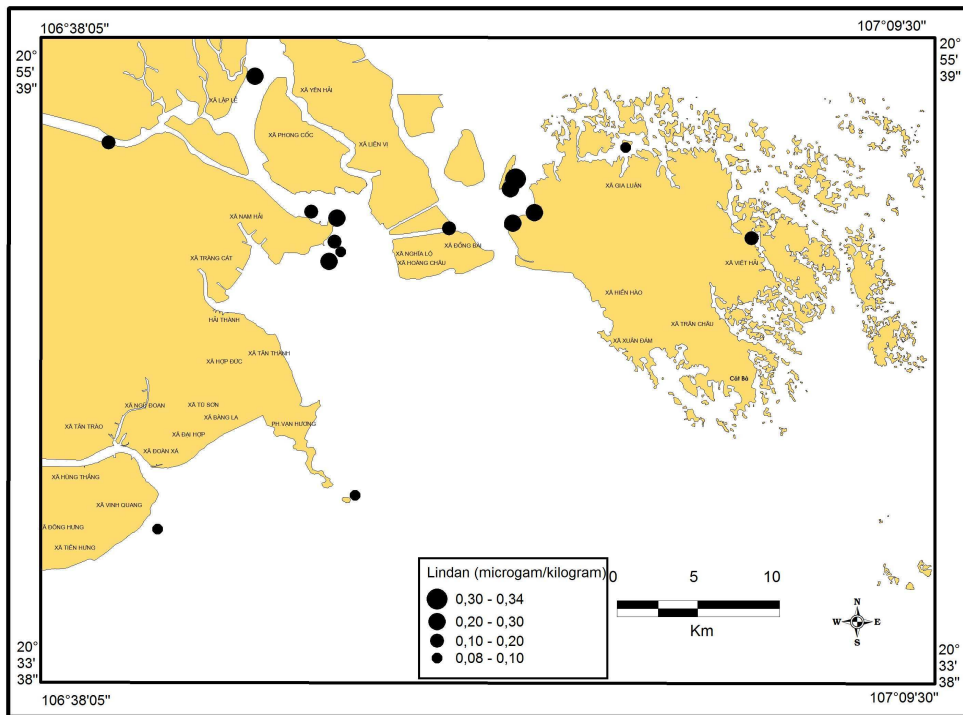 106°38'05"
107°09'30"
20°
55'
39"
20°
55'
39"
XÃ LẬP LỄ
XÃ YÊN HẢI
XÃ PHONG CỐC
XÃ LIÊN VỊ
XÃ GIA LUẬN
XÃ NAM HẢI
XÃ ĐỒNG BÀI
XÃ NGHĨA LỘ
XÃ HOÀNG CHÂU
XÃ TRÀNG CÁT
XÃ VIỆT HẢI
XÃ HIỀN HÀO
HẢI THÀNH
XÃ TRÂN CHÂU
XÃ XUÂN ĐÁM
XÃ TÂN THÀNH
XÃ HỢP ĐỨC
Cát Bà
XÃ NGŨ ĐOAN
XÃ TÚ SƠN
XÃ BÀNG LA
XÃ TÂN TRÀO
XÃ ĐẠI HỢP
PH.VẠN HƯƠNG
XÃ ĐOÀN XÁ
XÃ HÙNG THẮNG
XÃ VINH QUANG
Ã ĐÔNG HƯNG
XÃ TIÊN HƯNG
Lindan (microgam/kilogram)
0,30 - 0,34
0,20 - 0,30
0,10 - 0,20
0,08 - 0,10
0 5 10
Km
N
W E
S
20°
33'
38"
20°
33'
38"
106°38'05"
107°09'30"